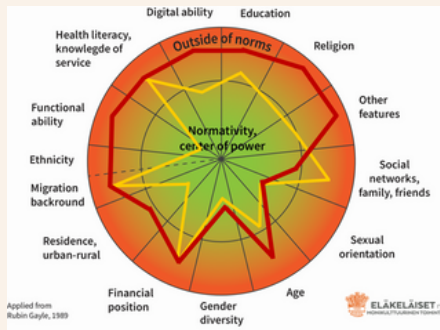 Digital ability
Education
Health literacy,
knowlegde of
service
Outside of norms
Religion
Functional
ability
Other
features
Normativity,
center of power
Ethnicity
Migration
backround
Social
networks,
family, friends
Residence,
urban-rural
Sexual
orientation
Financial
position
Gender
diversity
Age
Applied from
Rubin Gayle, 1989
ELÄKELÄISET